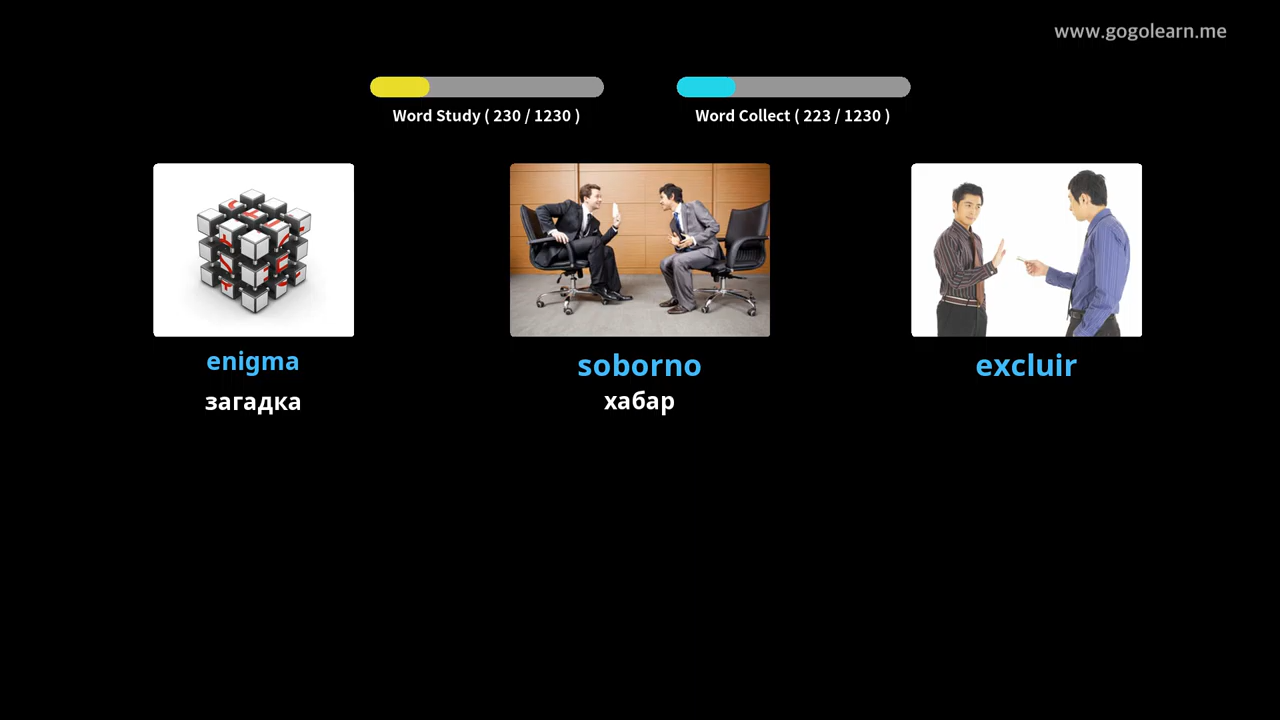 www.gogolearn.me
Word Study ( 230 / 1230 )
Word Collect ( 223 / 1230 )
enigma
загадка
soborno
хабар
excluir